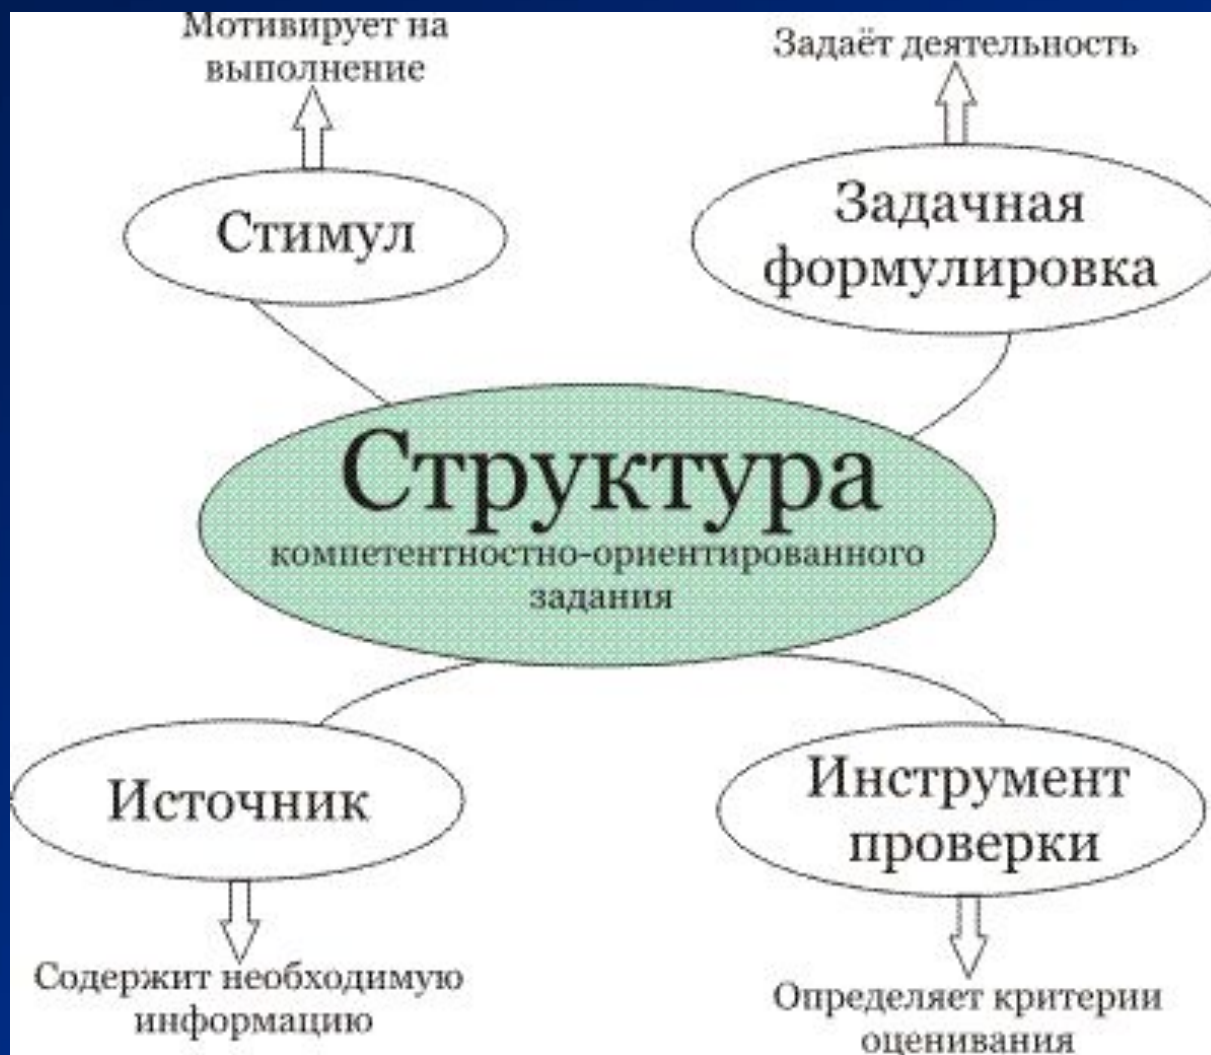 Мотивирует на
выполнение
Задаёт деятельность
Стимул
Задачная
формулировка
Структура
компетентностно-ориентированного
задания
Источник
Инструмент
проверки
Содержит необходимую
информацию
Определяет критерии
оценивания